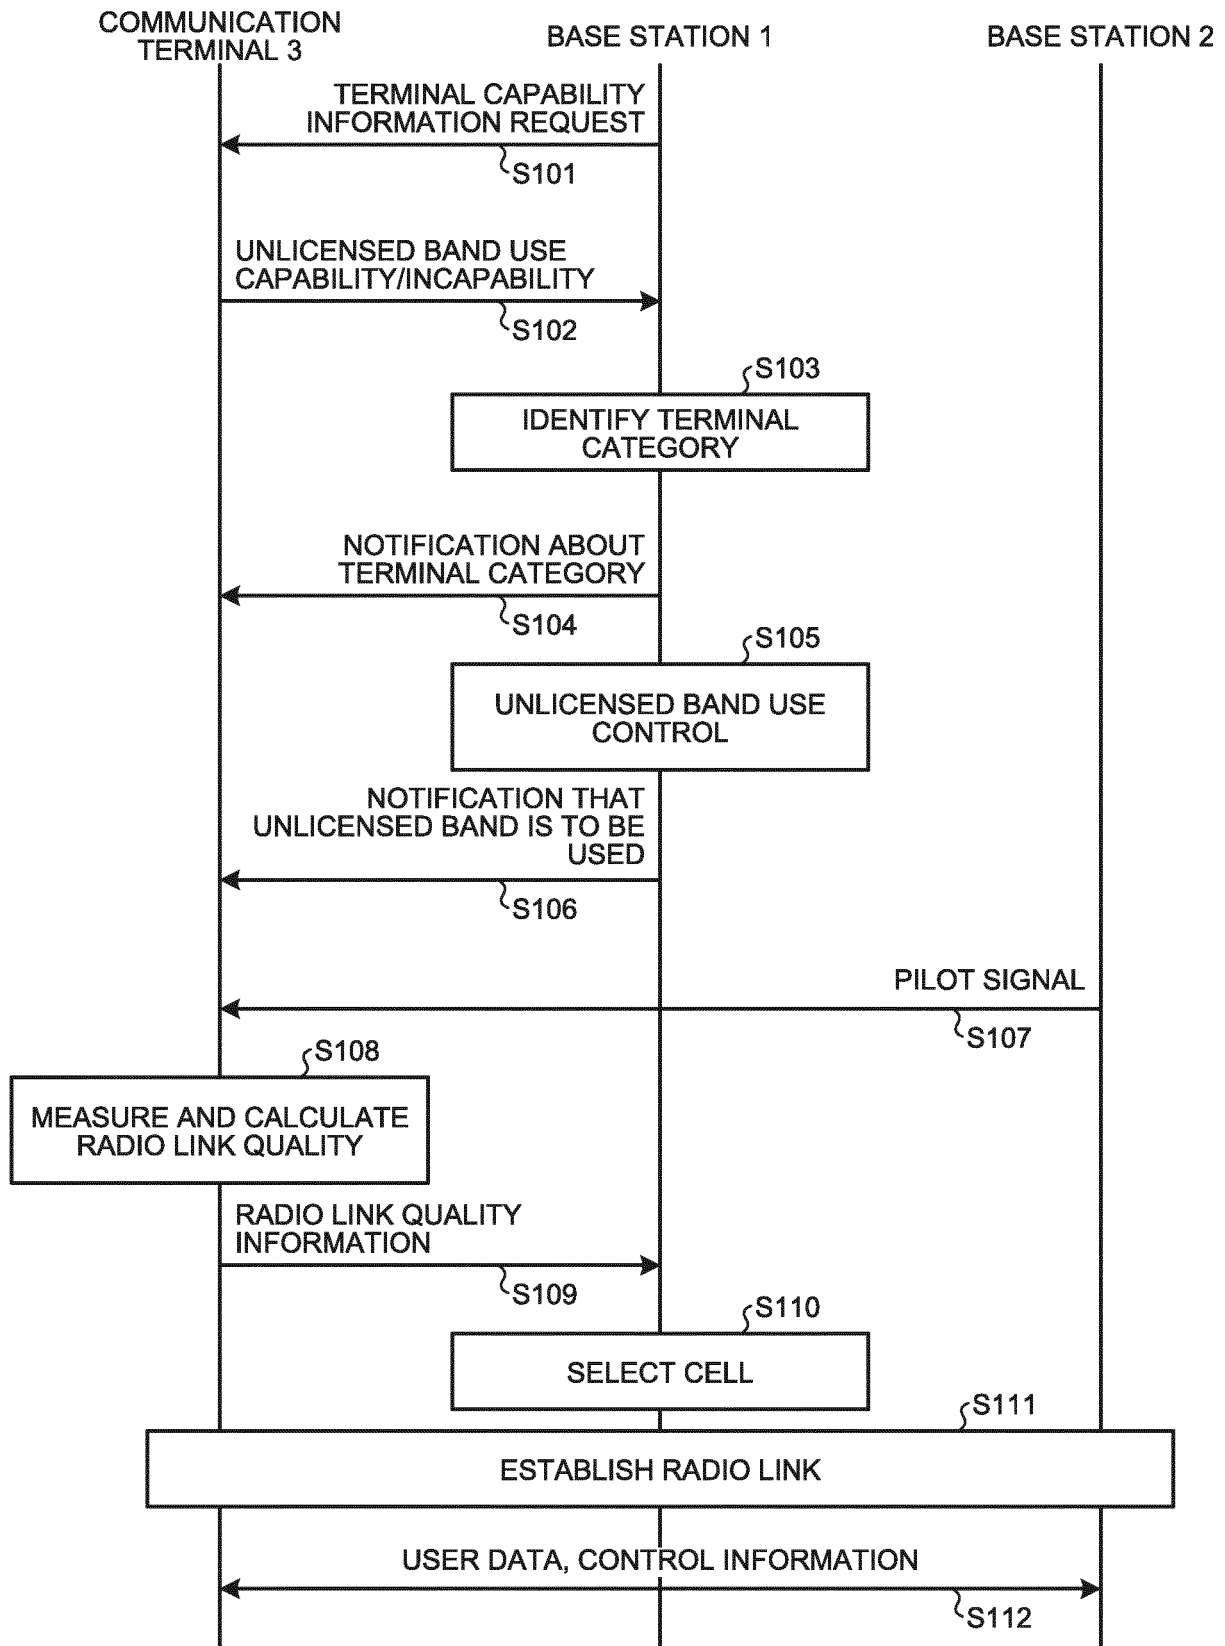 COMMUNICATION
TERMINAL 3
BASE STATION 1
BASE STATION 2
TERMINAL CAPABILITY
INFORMATION REQUEST
S101
UNLICENSED BAND USE
CAPABILITY/INCAPABILITY
S102
S103
IDENTIFY TERMINAL
CATEGORY
NOTIFICATION ABOUT
TERMINAL CATEGORY
S104
S105
UNLICENSED BAND USE
CONTROL
NOTIFICATION THAT
UNLICENSED BAND IS TO BE
USED
S106
PILOT SIGNAL
S107
S108
MEASURE AND CALCULATE
RADIO LINK QUALITY
RADIO LINK QUALITY
INFORMATION
S109
S110
SELECT CELL
S111
ESTABLISH RADIO LINK
USER DATA, CONTROL INFORMATION
S112